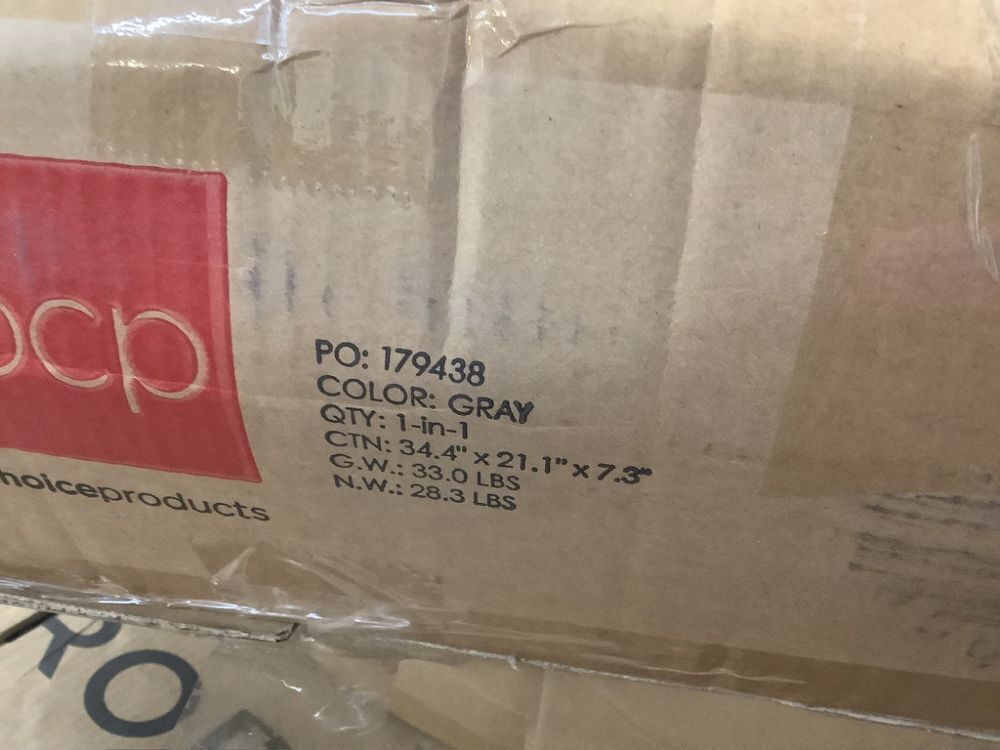 bcp
hoiceproducts
PO: 179438
COLOR: GRAY
QTY: 1-in-1
CTN: 34.4" x 21.1" x 7.3"
G.W.: 33.0 LBS
N.W.: 28.3 LBS
RO